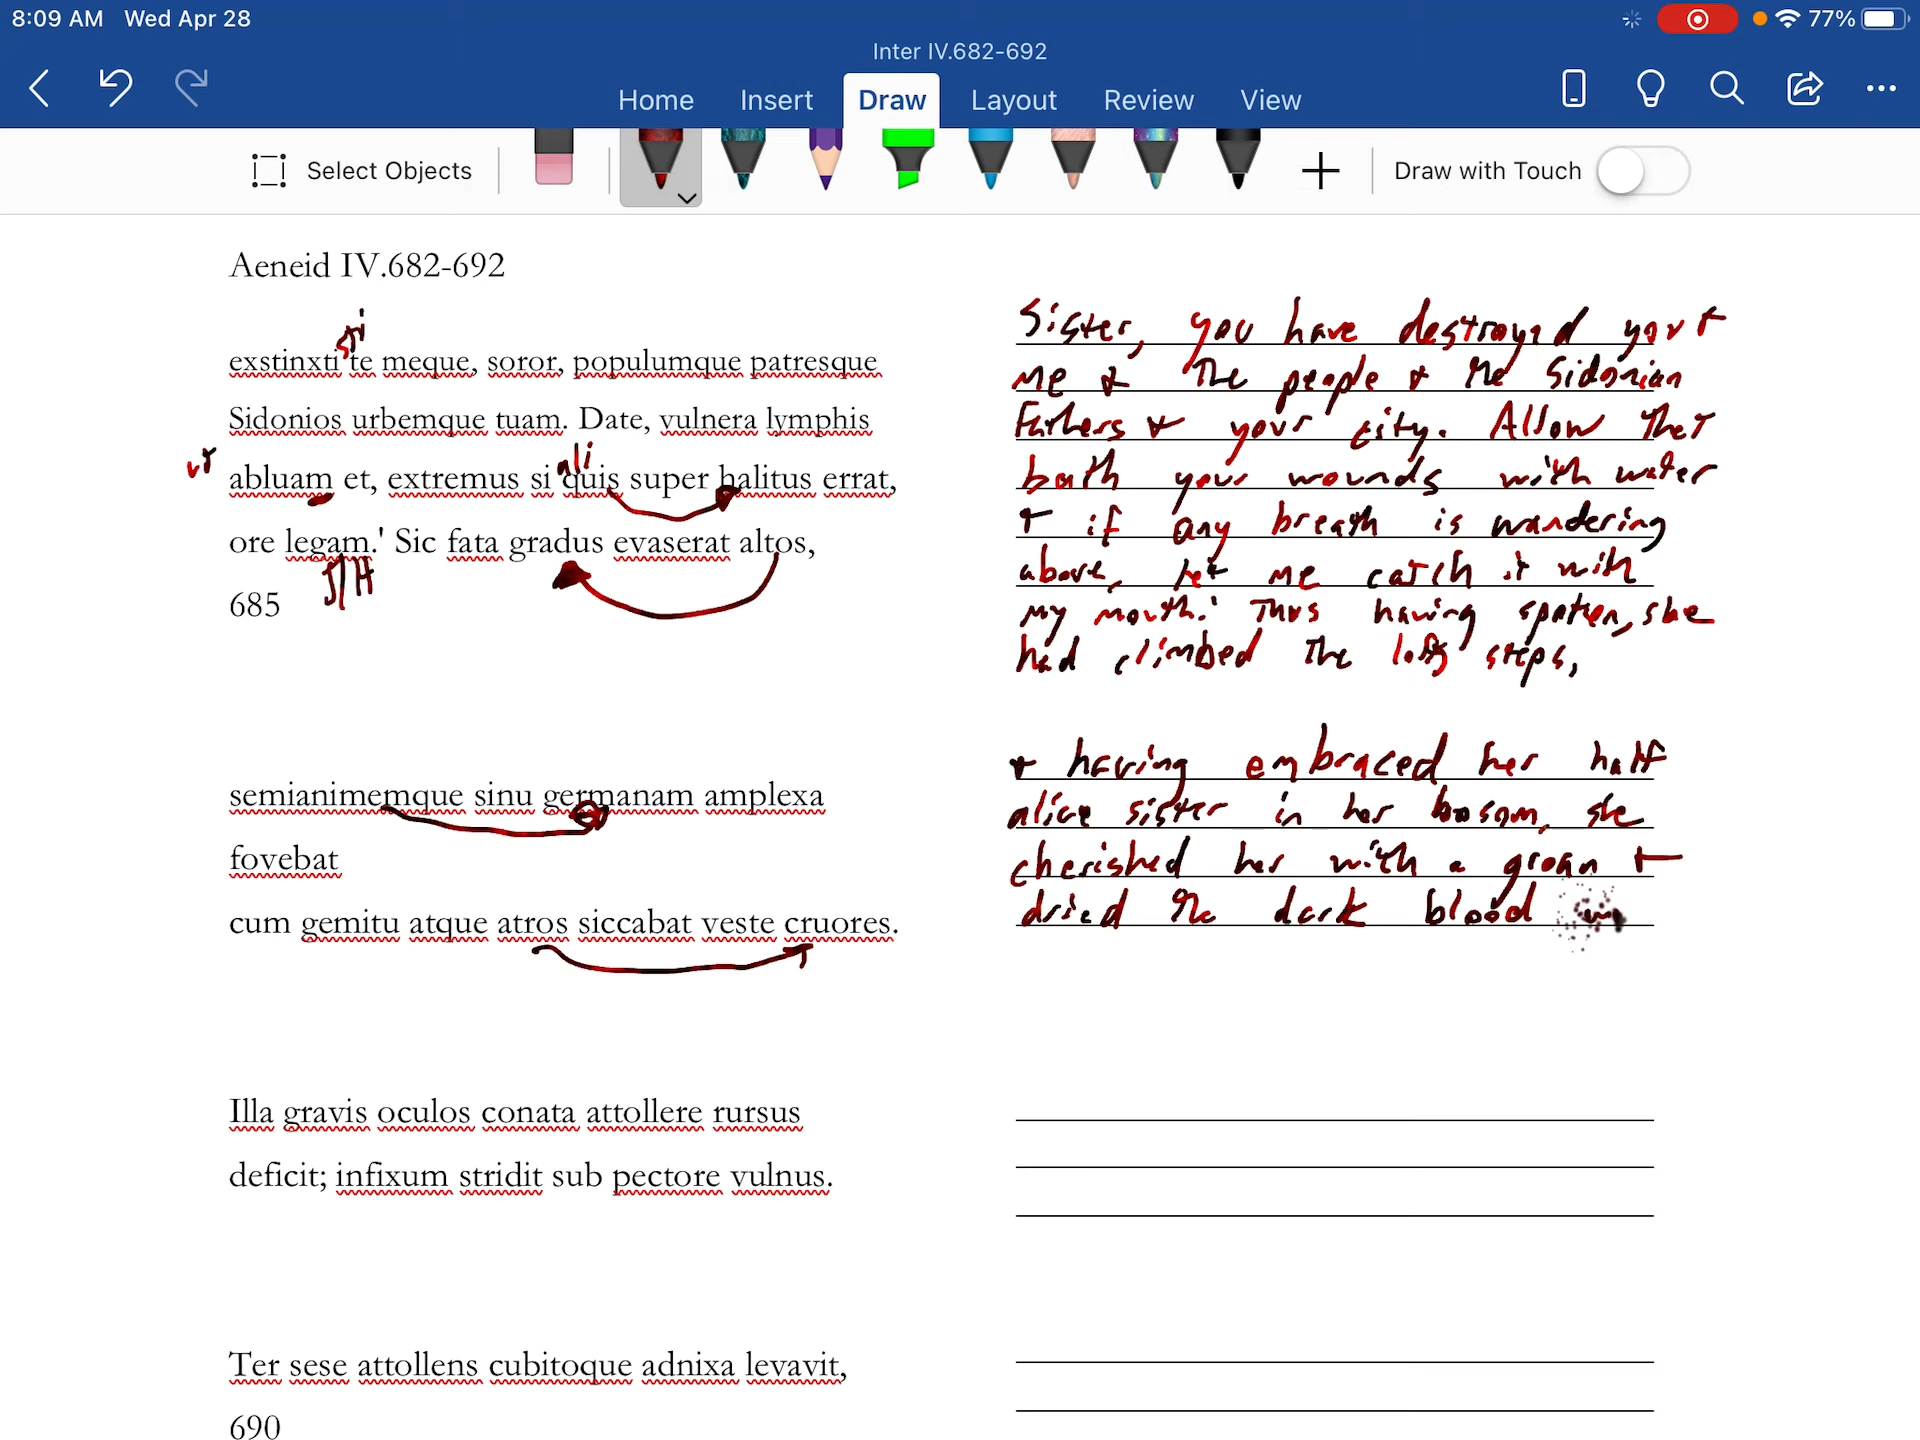 8:09 AM Wed Apr 28
77%
Inter IV.682-692
Home Insert Draw Layout Review View
Select Objects
Draw with Touch
Aeneid IV.682-692
sti
exstinxti te meque, soror, populumque patresque
Sidonios urbemque tuam. Date, vulnera lymphis
ali
ut abluam et, extremus si quis super halitus errat,
ore legam.' Sic fata gradus evaserat altos,
685
Sister, you have destroyed you +
me + the people + the Sidonian
Fathers + your city. Allow that
bath your wounds with water
+ if any breath is wandering
above, let me catch it with
my mouth.' Thus having spoken, she
had climbed the lofty steps,
semianimemque sinu germanam amplexa
fovebat
cum gemitu atque atros siccabat veste cruores.
+ having embraced her half
alive sister in her bosom, she
cherished her with a groan +
dried the dark blood
Illa gravis oculos conata attollere rursus
deficit; infixum stridit sub pectore vulnus.
Ter sese attollens cubitoque adnixa levavit,
690